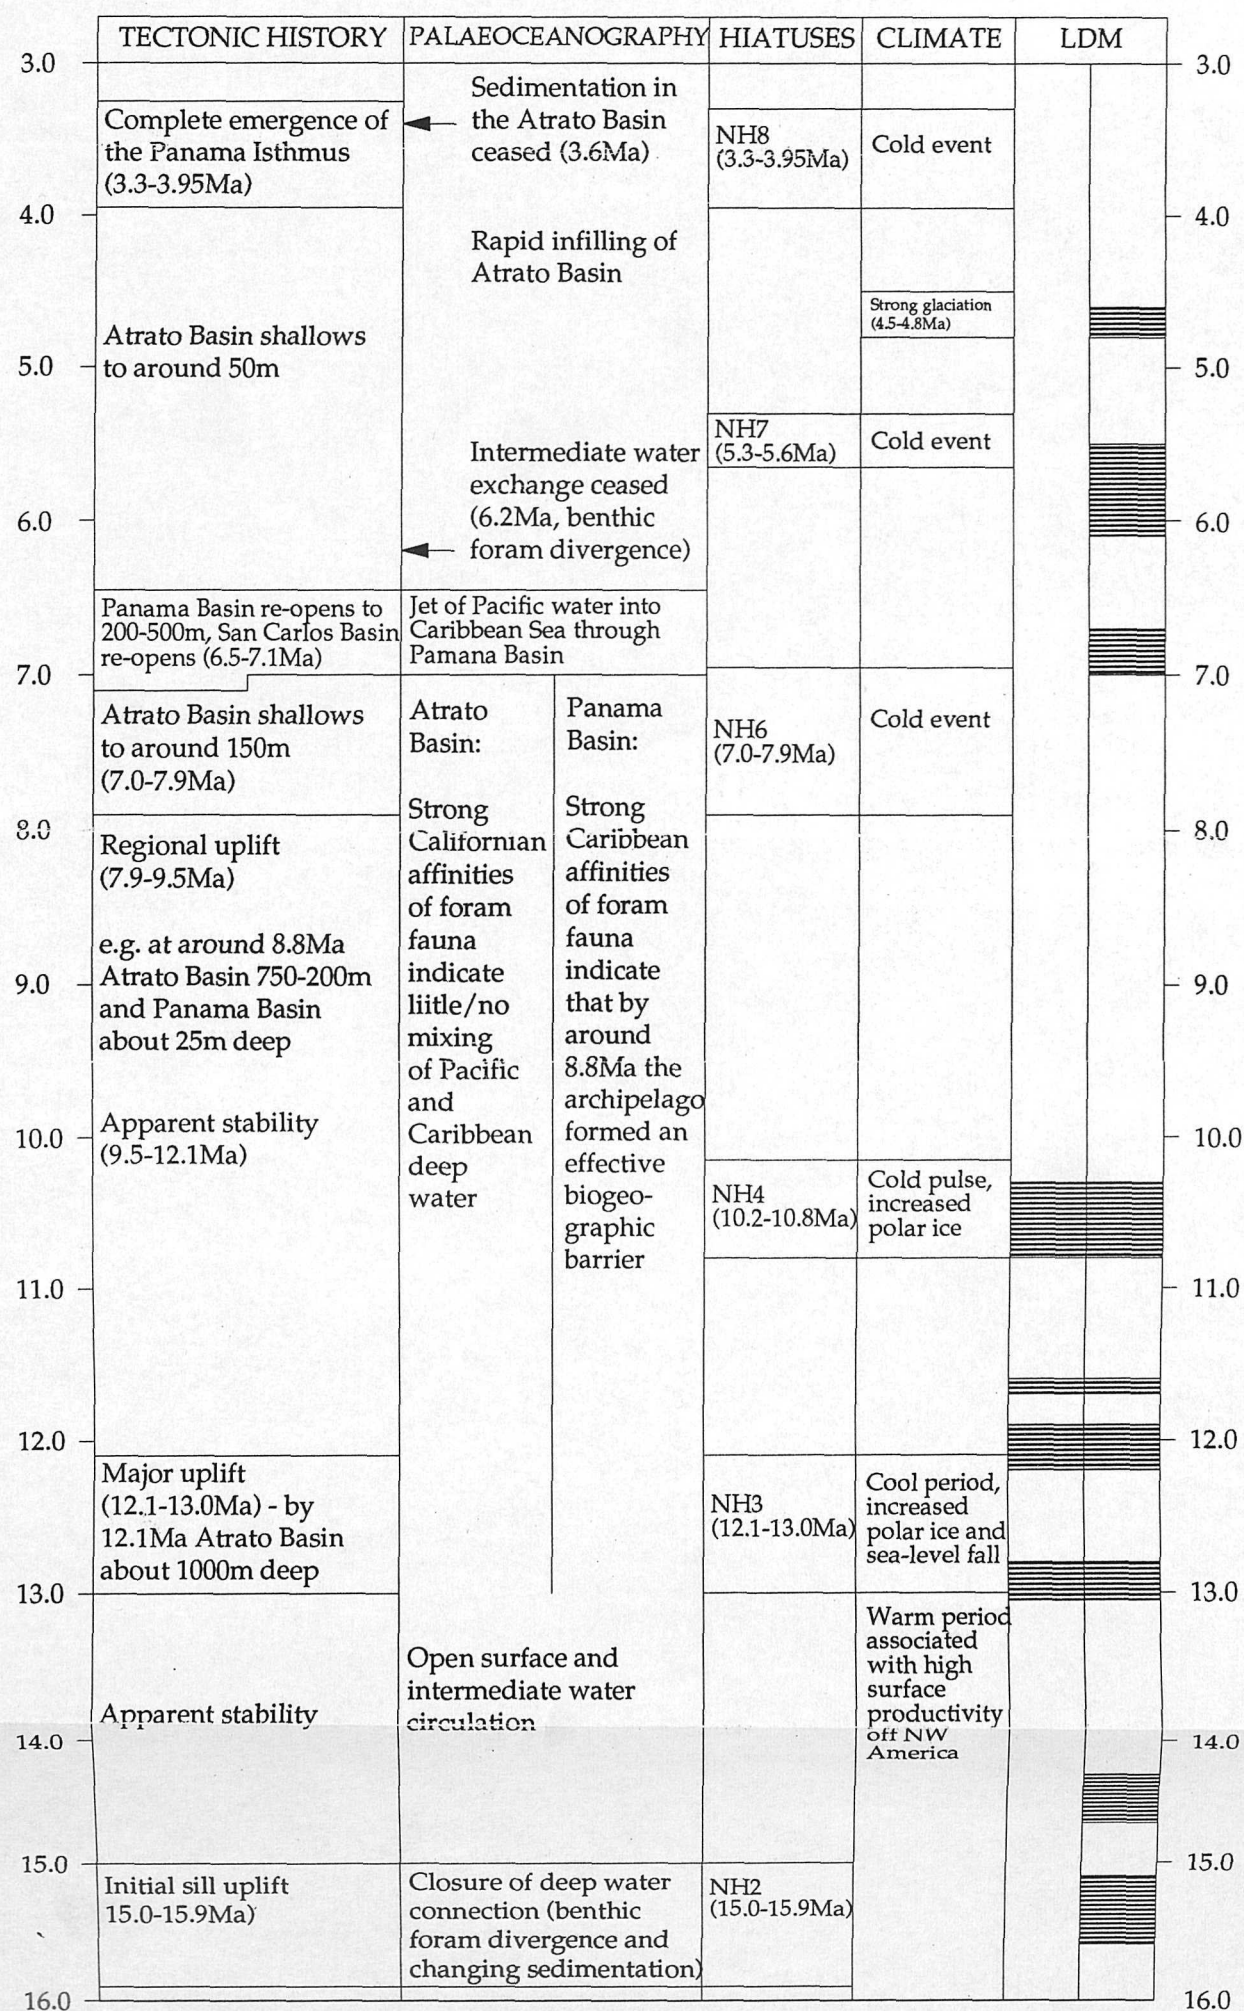 TECTONIC HISTORY
PALAEOCEANOGRAPHY
HIATUSES
CLIMATE
LDM
3.0
4.0
5.0
6.0
7.0
8.0
9.0
10.0
11.0
12.0
13.0
14.0
15.0
16.0
Complete emergence of
the Panama Isthmus
(3.3-3.95Ma)
Atrato Basin shallows
to around 50m
Panama Basin re-opens to
200-500m, San Carlos Basin
re-opens (6.5-7.1Ma)
Atrato Basin shallows
to around 150m
(7.0-7.9Ma)
Regional uplift
(7.9-9.5Ma)
e.g. at around 8.8Ma
Atrato Basin 750-200m
and Panama Basin
about 25m deep
Apparent stability
(9.5-12.1Ma)
Major uplift
(12.1-13.0Ma) - by
12.1Ma Atrato Basin
about 1000m deep
Apparent stability
Initial sill uplift
15.0-15.9Ma)
Sedimentation in
the Atrato Basin
ceased (3.6Ma)
Rapid infilling of
Atrato Basin
Intermediate water
exchange ceased
(6.2Ma, benthic
foram divergence)
Jet of Pacific water into
Caribbean Sea through
Pamana Basin
Atrato
Basin:
Strong
Californian
affinities
of foram
fauna
indicate
liitle/no
mixing
of Pacific
and
Caribbean
deep
water
Panama
Basin:
Strong
Caribbean
affinities
of foram
fauna
indicate
that by
around
8.8Ma the
archipelago
formed an
effective
biogeo-
graphic
barrier
Open surface and
intermediate water
circulation
Closure of deep water
connection (benthic
foram divergence and
changing sedimentation)
NH8
(3.3-3.95Ma)
NH7
(5.3-5.6Ma)
NH6
(7.0-7.9Ma)
NH4
(10.2-10.8Ma)
NH3
(12.1-13.0Ma)
NH2
(15.0-15.9Ma)
Cold event
Strong glaciation
(4.5-4.8Ma)
Cold event
Cold event
Cold pulse,
increased
polar ice
Cool period,
increased
polar ice and
sea-level fall
Warm period
associated
with high
surface
productivity
off NW
America
3.0
4.0
5.0
6.0
7.0
8.0
9.0
10.0
11.0
12.0
13.0
14.0
15.0
16.0